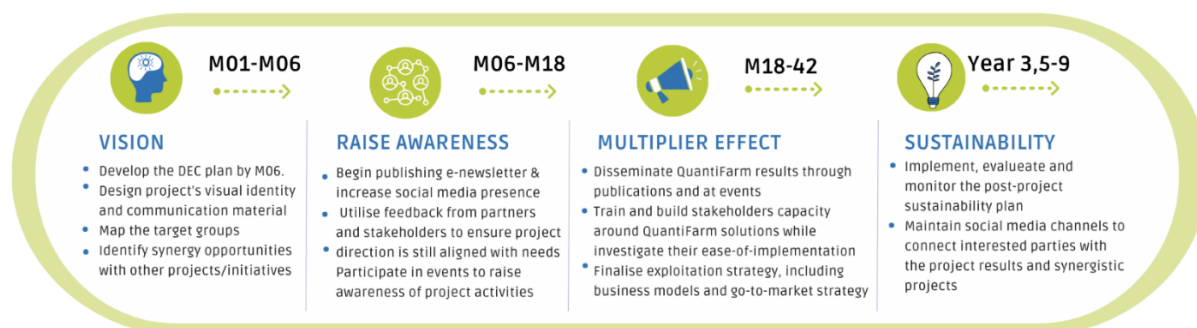 M01-M06
VISION
• Develop the DEC plan by M06.
• Design project's visual identity
and communication material
• Map the target groups
• Identify synergy opportunities
with other projects/initiatives
M06-M18
RAISE AWARENESS
• Begin publishing e-newsletter &
increase social media presence
• Utilise feedback from partners
and stakeholders to ensure project
• direction is still aligned with needs
Participate in events to raise
awareness of project activities
M18-42
MULTIPLIER EFFECT
• Disseminate QuantiFarm results through
publications and at events
• Train and build stakeholders capacity
around QuantiFarm solutions while
investigate their ease-of-implementation
• Finalise exploitation strategy, including
business models and go-to-market strategy
Year 3,5-9
SUSTAINABILITY
• Implement, evalueate and
monitor the post-project
sustainability plan
• Maintain social media channels to
connect interested parties with
the project results and synergistic
projects